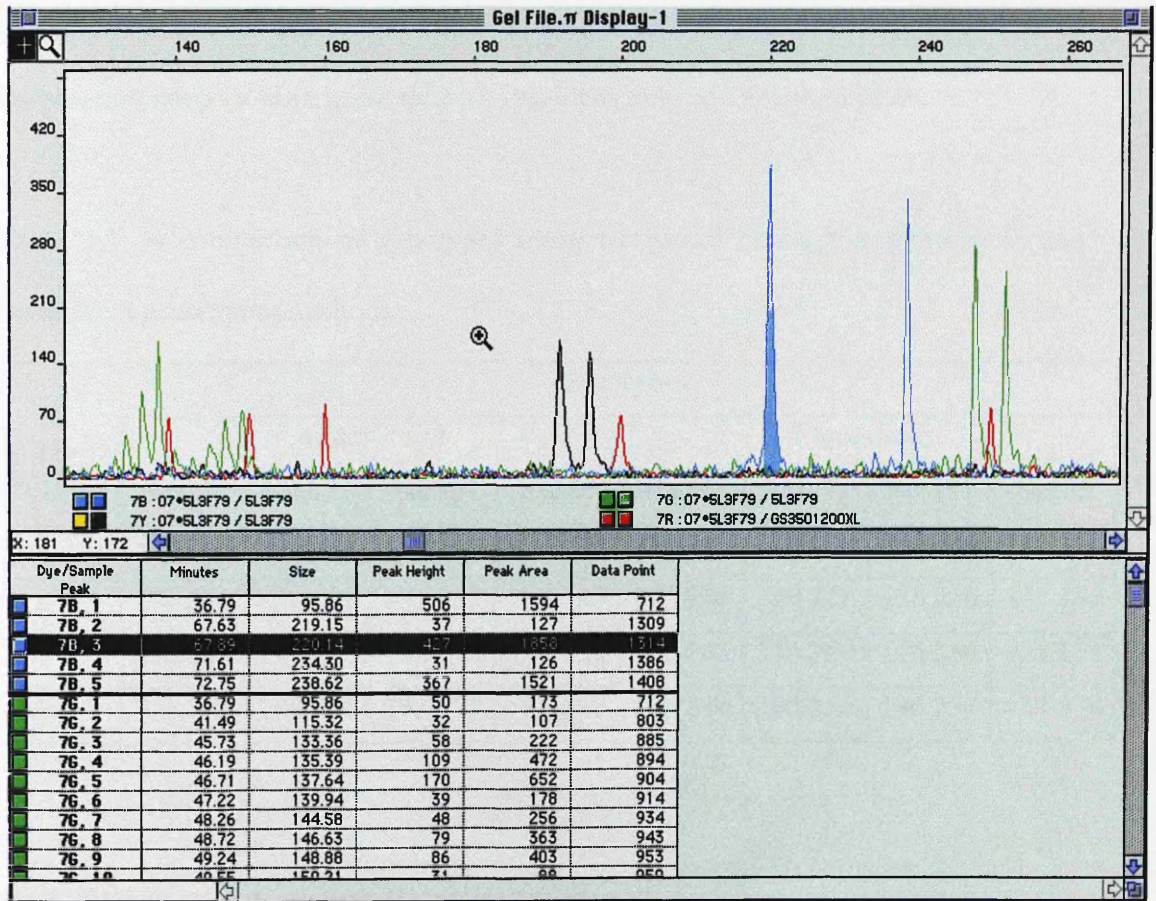 Gel File.π Display-1
140 160 180 200 220 240 260
420
350
280
210
140
70
0
7B : 07•5L3F79 / 5L3F79 7G : 07•5L3F79 / 5L3F79
7Y : 07•5L3F79 / 5L3F79 7R : 07•5L3F79 / GS3501200XL
X: 181 Y: 172
Dye/Sample Peak Minutes Size Peak Height Peak Area Data Point
7B, 1 36.79 95.86 506 1594 712
7B, 2 67.63 219.15 37 127 1309
7B, 3 67.89 220.14 427 1858 1314
7B, 4 71.61 234.30 31 126 1386
7B, 5 72.75 238.62 367 1521 1408
7G, 1 36.79 95.86 50 173 712
7G, 2 41.49 115.32 32 107 803
7G, 3 45.73 133.36 58 222 885
7G, 4 46.19 135.39 109 472 894
7G, 5 46.71 137.64 170 652 904
7G, 6 47.22 139.94 39 178 914
7G, 7 48.26 144.58 48 256 934
7G, 8 48.72 146.63 79 363 943
7G, 9 49.24 148.88 86 403 953